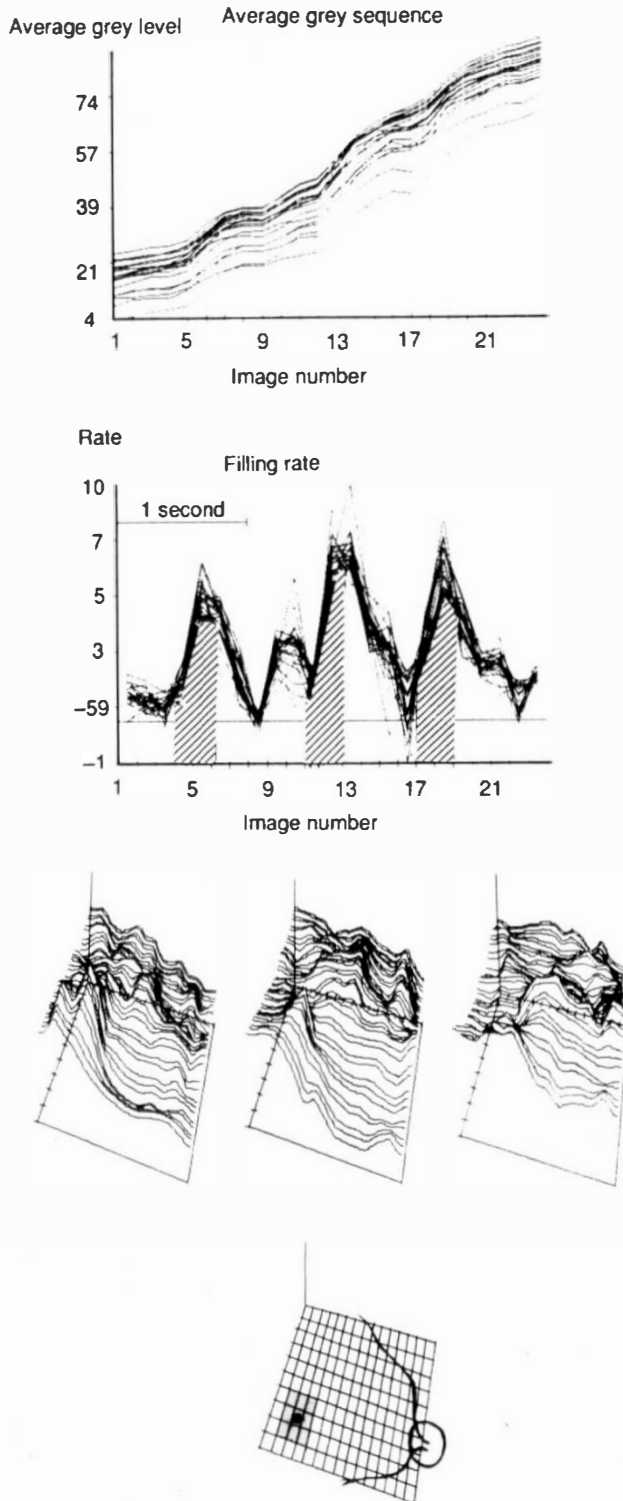 Average grey level
Average grey sequence
74
57
39
21
4
1 5 9 13 17 21
Image number
Rate
Filling rate
10
1 second
7
5
3
−59
−1
1 5 9 13 17 21
Image number